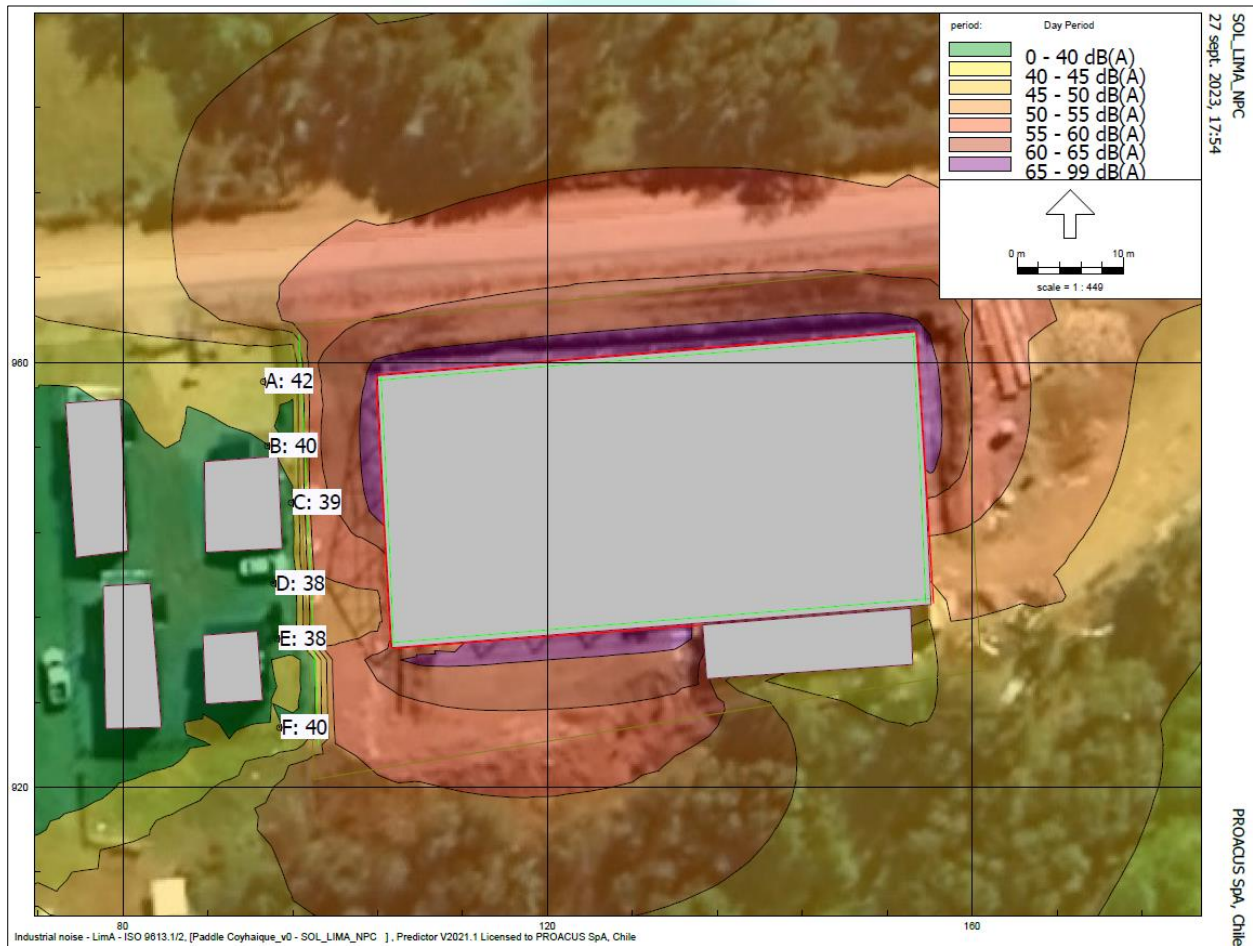 period: Day Period
0 - 40 dB(A)
40 - 45 dB(A)
45 - 50 dB(A)
50 - 55 dB(A)
55 - 60 dB(A)
60 - 65 dB(A)
65 - 99 dB(A)
0 m 10 m
scale = 1 : 449
SOL_LIMA_NPC
27 sept. 2023, 17:54
960
A: 42
B: 40
C: 39
D: 38
E: 38
F: 40
920
80 120 160
PROACUS SpA, Chile
Industrial noise - LimA - ISO 9613.1/2, [Paddle Coyhaique_v0 - SOL_LIMA_NPC ] , Predictor V2021.1 Licensed to PROACUS SpA, Chile